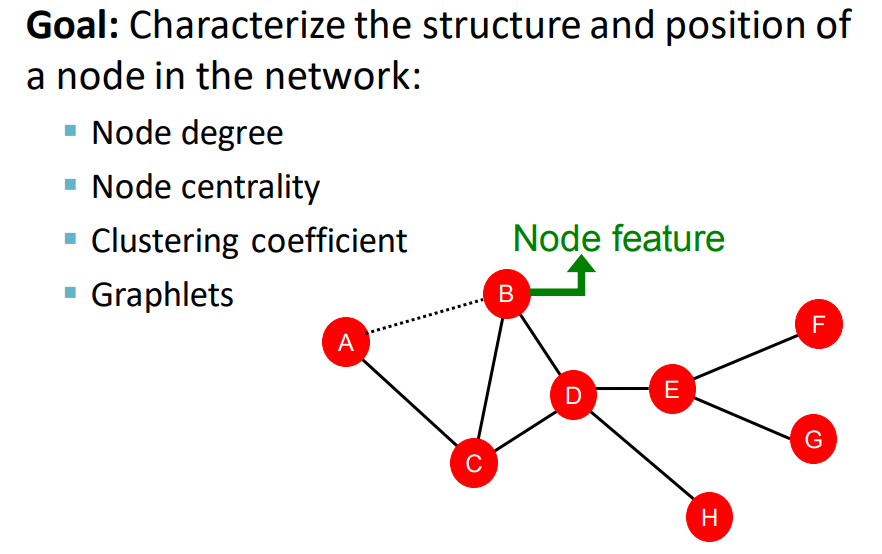 Goal: Characterize the structure and position of
a node in the network:
▪ Node degree
▪ Node centrality
▪ Clustering coefficient
▪ Graphlets
Node feature
B
A
F
D
E
G
C
H